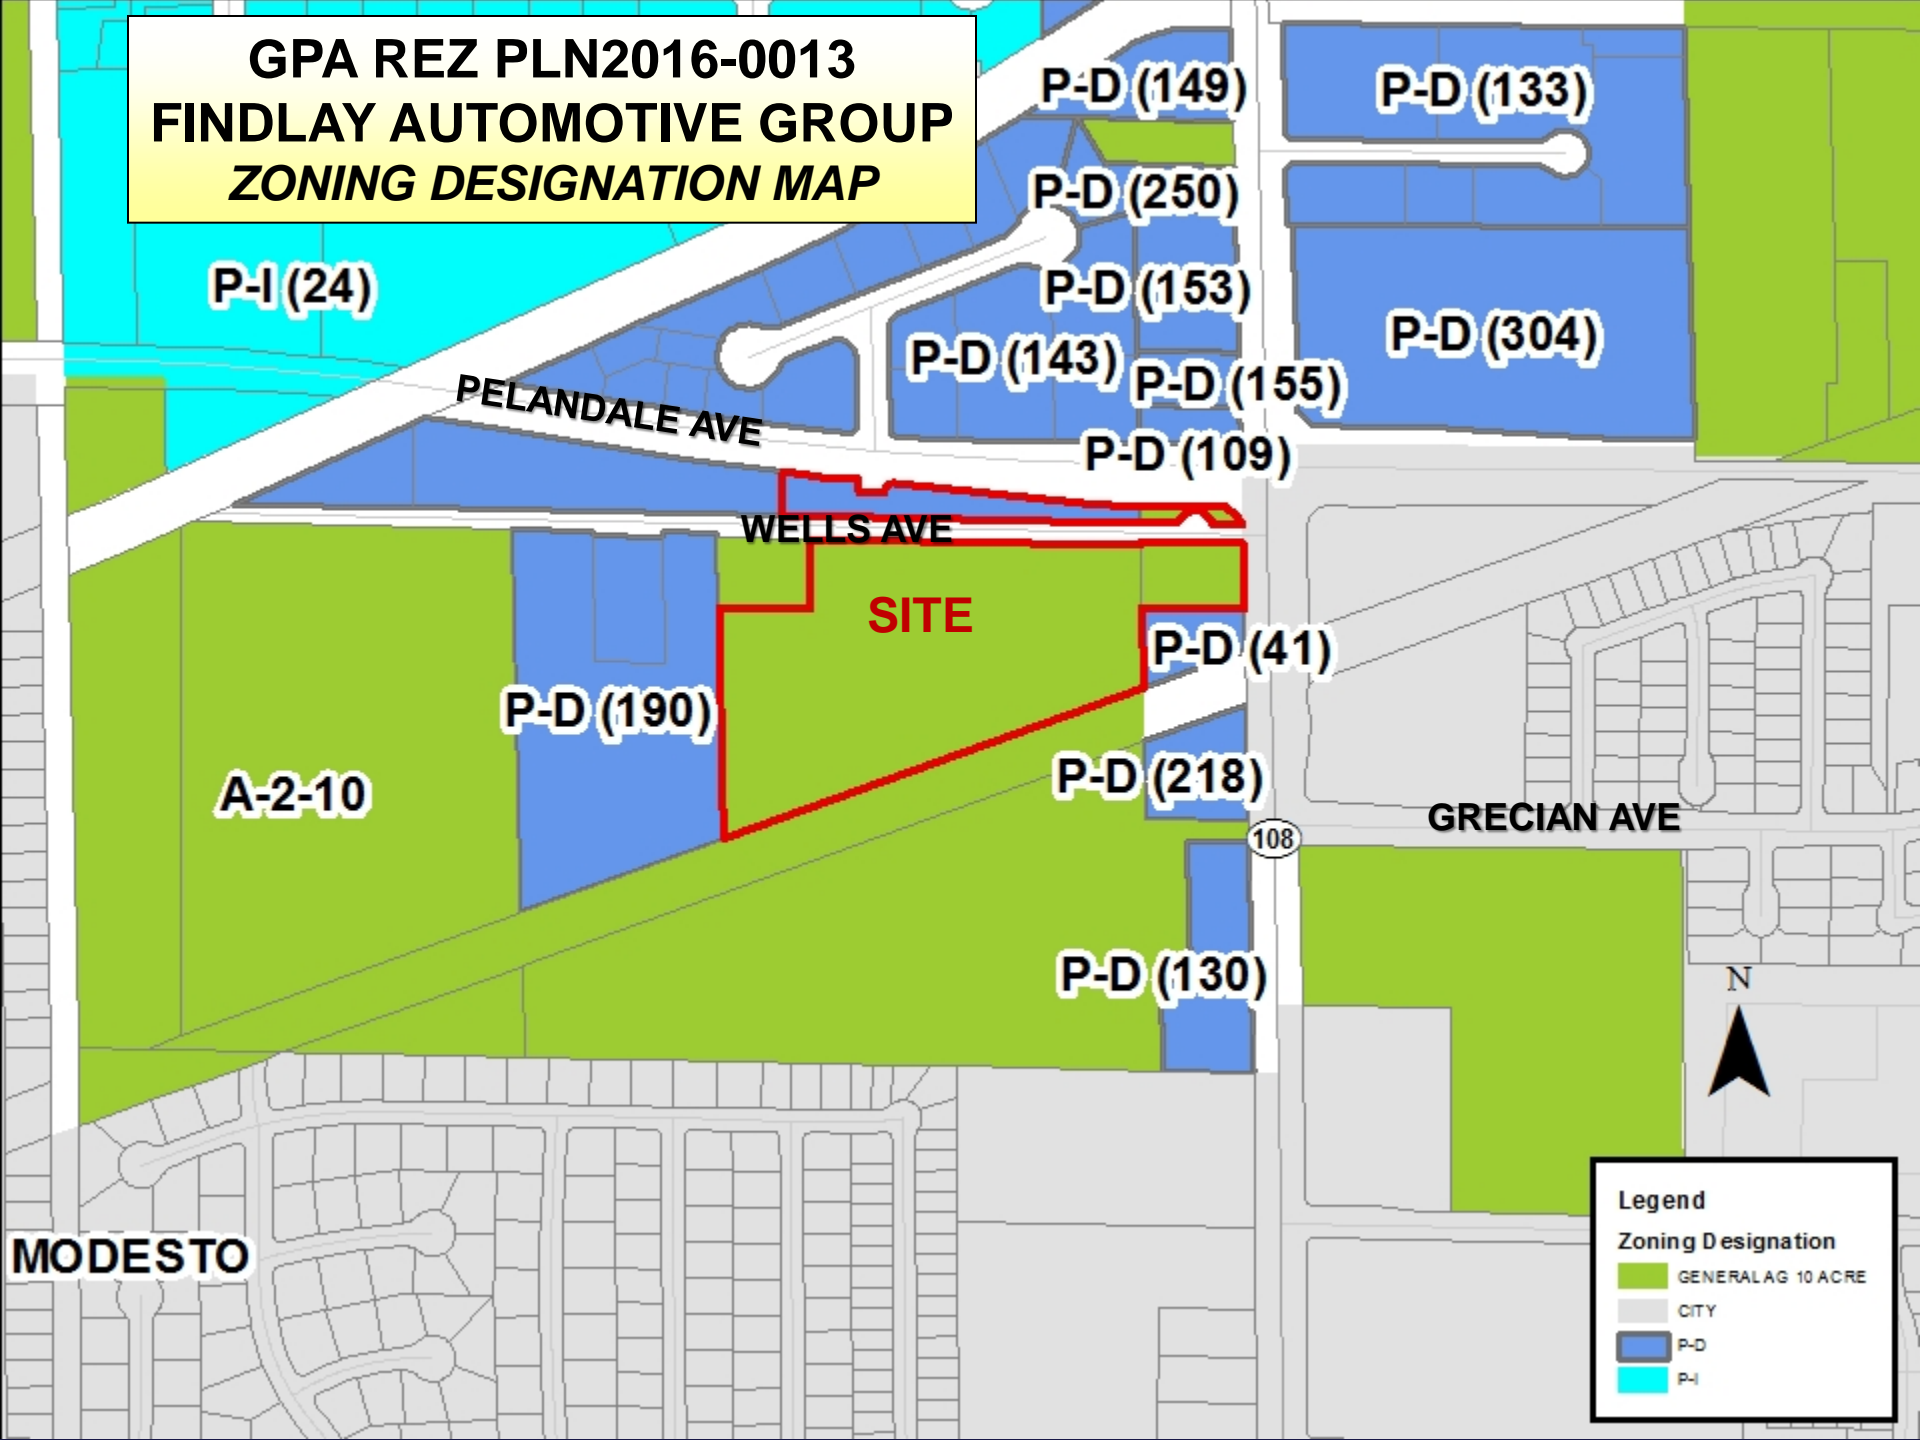 GPA REZ PLN2016-0013
FINDLAY AUTOMOTIVE GROUP
ZONING DESIGNATION MAP
P-D (149)
P-D (133)
P-D (250)
P-I (24)
P-D (153)
P-D (304)
P-D (143)
P-D (155)
PELANDALE AVE
P-D (109)
WELLS AVE
SITE
P-D (41)
P-D (190)
P-D (218)
A-2-10
GRECIAN AVE
108
P-D (130)
N
MODESTO
Legend
Zoning Designation
GENERAL AG 10 ACRE
CITY
P-D
P-I